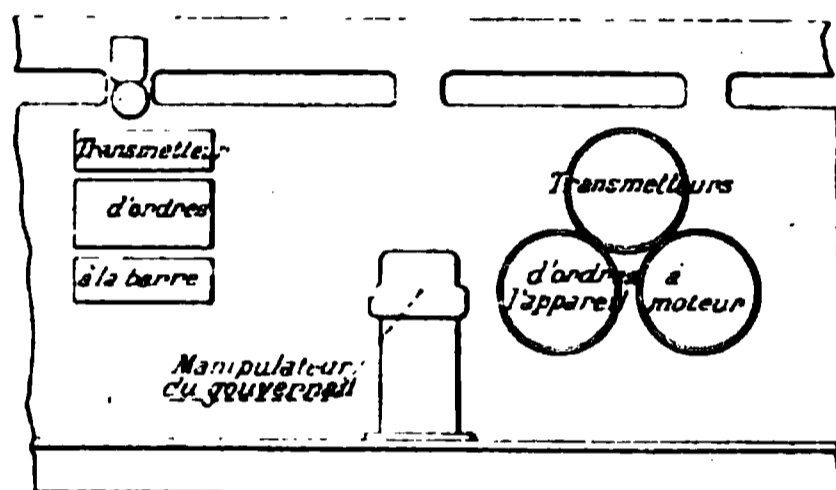 Transmetteur
d'ordres
à la barre
Transmetteurs
d'ordres à
l'appareil moteur
Manipulateur
du gouvernail